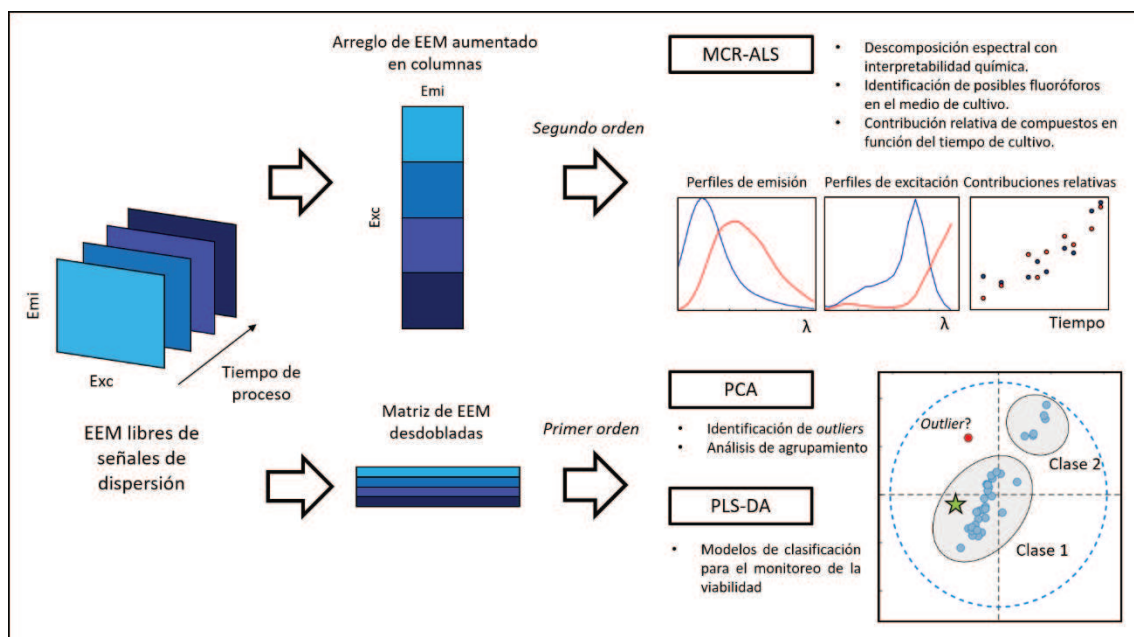 Arreglo de EEM aumentado
en columnas
Emi
Exc
Segundo orden
MCR-ALS
• Descomposición espectral con
interpretabilidad química.
• Identificación de posibles fluoróforos
en el medio de cultivo.
• Contribución relativa de compuestos en
función del tiempo de cultivo.
Perfiles de emisión
Perfiles de excitación
Contribuciones relativas
λ
λ
Tiempo
Emi
Exc
Tiempo de
proceso
EEM libres de
señales de
dispersión
Matriz de EEM
desdobladas
Primer orden
PCA
• Identificación de outliers
• Análisis de agrupamiento
PLS-DA
• Modelos de clasificación
para el monitoreo de la
viabilidad
Outlier?
Clase 2
Clase 1